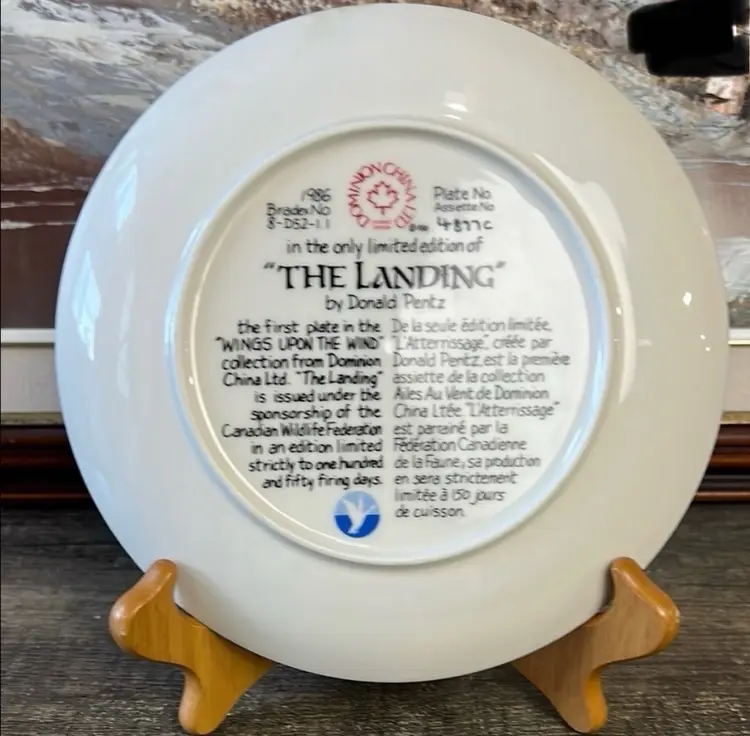 DOMINION CHINA LTD
1986
Bradex No
8-D52-1.1
Plate No.
Assiette No
4877C
in the only limited edition of
"THE LANDING"
by Donald Pentz
the first plate in the
"WINGS UPON THE WIND"
collection from Dominion
China Ltd. "The Landing"
is issued under the
sponsorship of the
Canadian Wildlife Federation
in an edition limited
strictly to one hundred
and fifty firing days.
De la seule édition limitée,
"L'Atterrissage", créée par
Donald Pentz, est la première
assiette de la collection
Ailes Au Vent de Dominion
China Ltée. "L'Atterrissage"
est parrainé par la
Fédération Canadienne
de la Faune, sa production
en sera strictement
limitée à 150 jours
de cuisson.